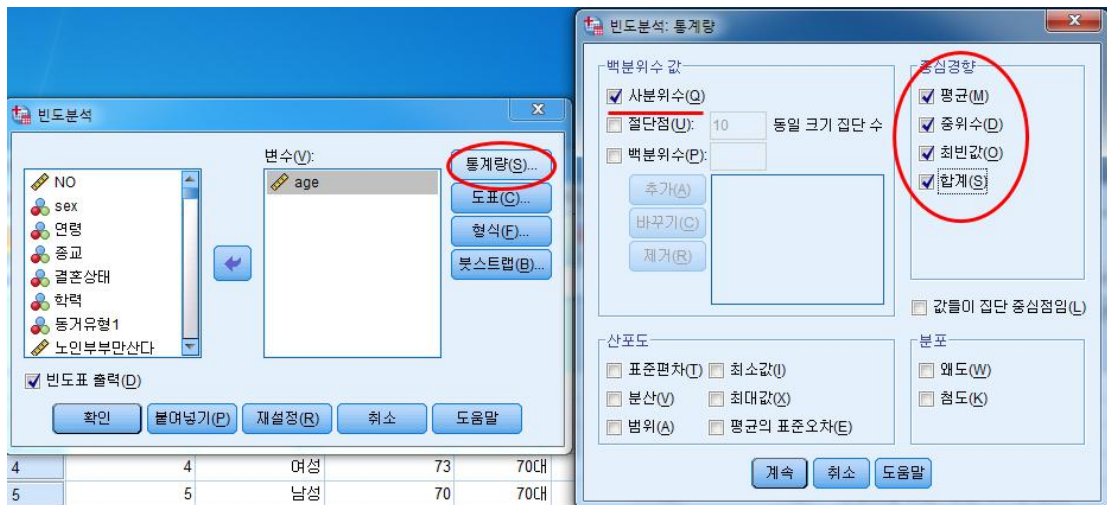 빈도분석
변수(V):
NO
sex
연령
종교
결혼상태
학력
동거유형1
노인부부만산다
age
통계량(S)...
도표(C)...
형식(F)...
붓스트랩(B)...
빈도표 출력(D)
확인 붙여넣기(P) 재설정(R) 취소 도움말
4 4 여성 73 70대
5 5 남성 70 70대
빈도분석: 통계량
백분위수 값
사분위수(Q)
절단점(U): 10 동일 크기 집단 수
백분위수(P):
추가(A)
바꾸기(C)
제거(R)
중심경향
평균(M)
중위수(D)
최빈값(O)
합계(S)
값들이 집단 중심점임(L)
산포도
표준편차(T) 최소값(I)
분산(V) 최대값(X)
범위(A) 평균의 표준오차(E)
분포
왜도(W)
첨도(K)
계속 취소 도움말